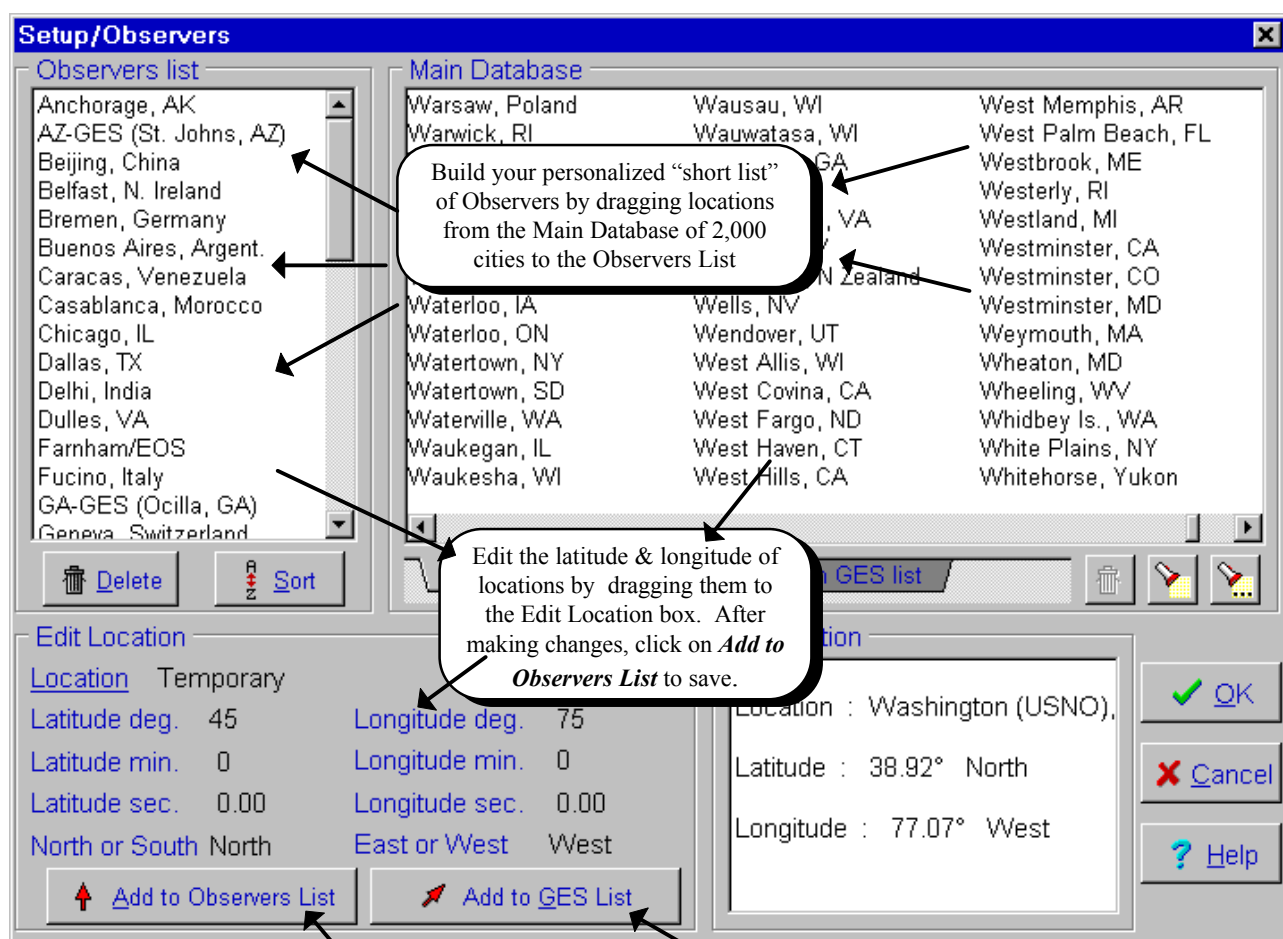 Setup/Observers
Observers list
Anchorage, AK
AZ-GES (St. Johns, AZ)
Beijing, China
Belfast, N. Ireland
Bremen, Germany
Buenos Aires, Argent.
Caracas, Venezuela
Casablanca, Morocco
Chicago, IL
Dallas, TX
Delhi, India
Dulles, VA
Farnham/EOS
Fucino, Italy
GA-GES (Ocilla, GA)
Geneva, Switzerland
Delete
Sort
Main Database
Warsaw, Poland
Warwick, RI
Waterloo, IA
Waterloo, ON
Watertown, NY
Watertown, SD
Waterville, WA
Waukegan, IL
Waukesha, WI
Wausau, WI
Wauwatasa, WI
GA
, VA
N Zealand
Wells, NV
Wendover, UT
West Allis, WI
West Covina, CA
West Fargo, ND
West Haven, CT
West Hills, CA
West Memphis, AR
West Palm Beach, FL
Westbrook, ME
Westerly, RI
Westland, MI
Westminster, CA
Westminster, CO
Westminster, MD
Weymouth, MA
Wheaton, MD
Wheeling, WV
Whidbey Is., WA
White Plains, NY
Whitehorse, Yukon
Build your personalized “short list”
of Observers by dragging locations
from the Main Database of 2,000
cities to the Observers List
GES list
Edit the latitude & longitude of
locations by dragging them to
the Edit Location box. After
making changes, click on Add to
Observers List to save.
Edit Location
Location Temporary
Latitude deg. 45
Longitude deg. 75
Latitude min. 0
Longitude min. 0
Latitude sec. 0.00
Longitude sec. 0.00
North or South North
East or West West
Add to Observers List
Add to GES List
Location : Washington (USNO),
Latitude : 38.92° North
Longitude : 77.07° West
OK
Cancel
Help